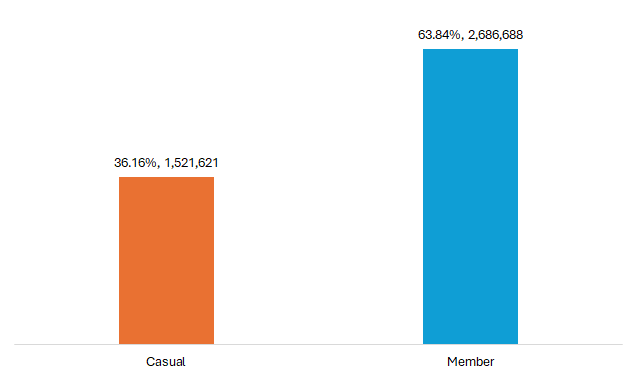 63.84%, 2,686,688
36.16%, 1,521,621
Casual
Member